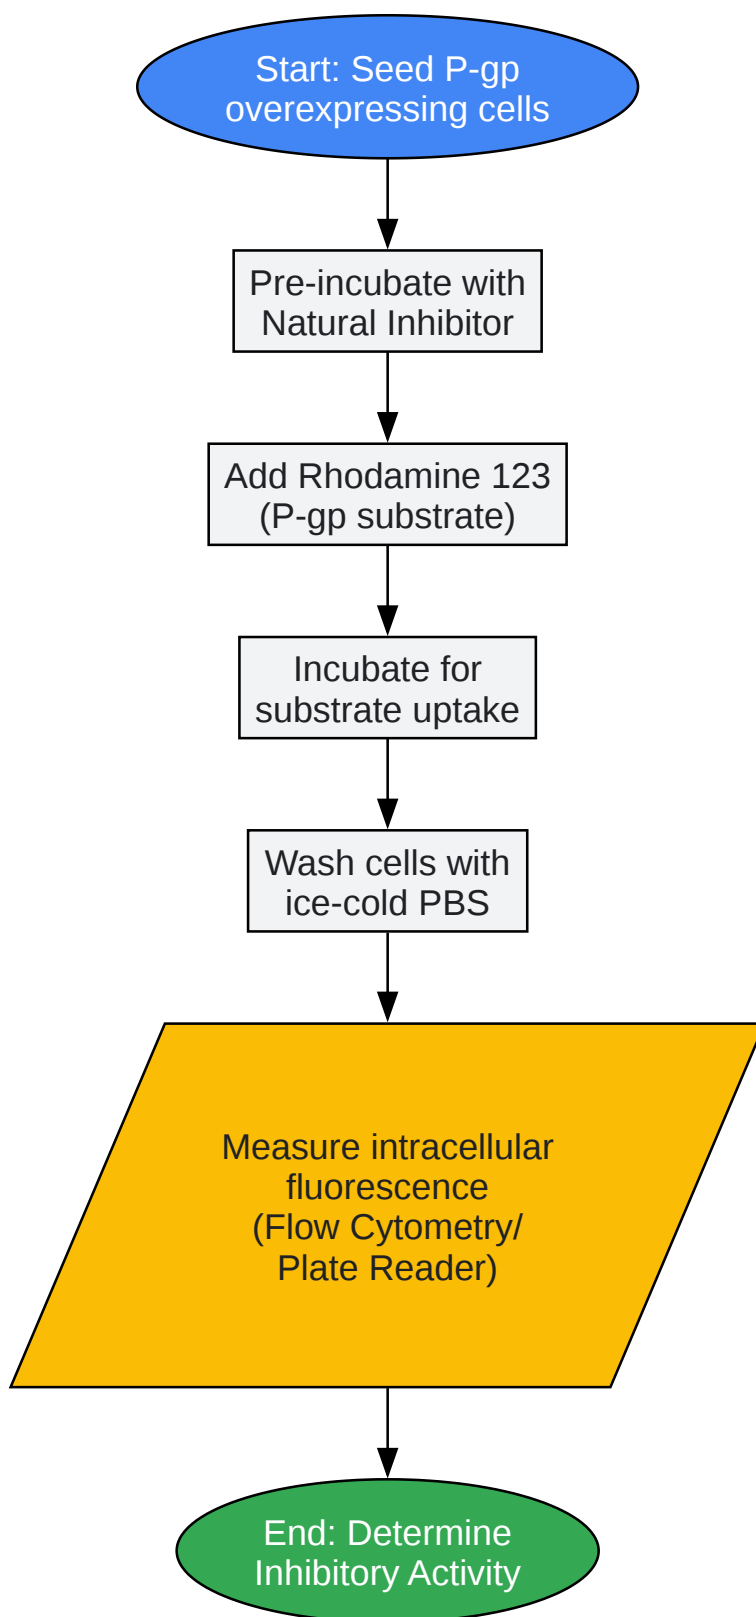 Start: Seed P-gp
overexpressing cells
Pre-incubate with
Natural Inhibitor
Add Rhodamine 123
(P-gp substrate)
Incubate for
substrate uptake
Wash cells with
ice-cold PBS
Measure intracellular
fluorescence
(Flow Cytometry/
Plate Reader)
End: Determine
Inhibitory Activity